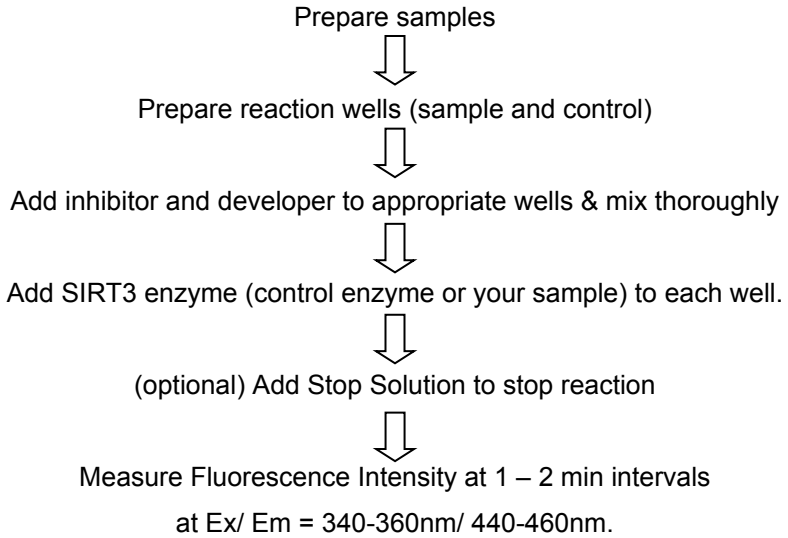 Prepare samples
Prepare reaction wells (sample and control)
Add inhibitor and developer to appropriate wells & mix thoroughly
Add SIRT3 enzyme (control enzyme or your sample) to each well.
(optional) Add Stop Solution to stop reaction
Measure Fluorescence Intensity at 1 – 2 min intervals
at Ex/ Em = 340-360nm/ 440-460nm.